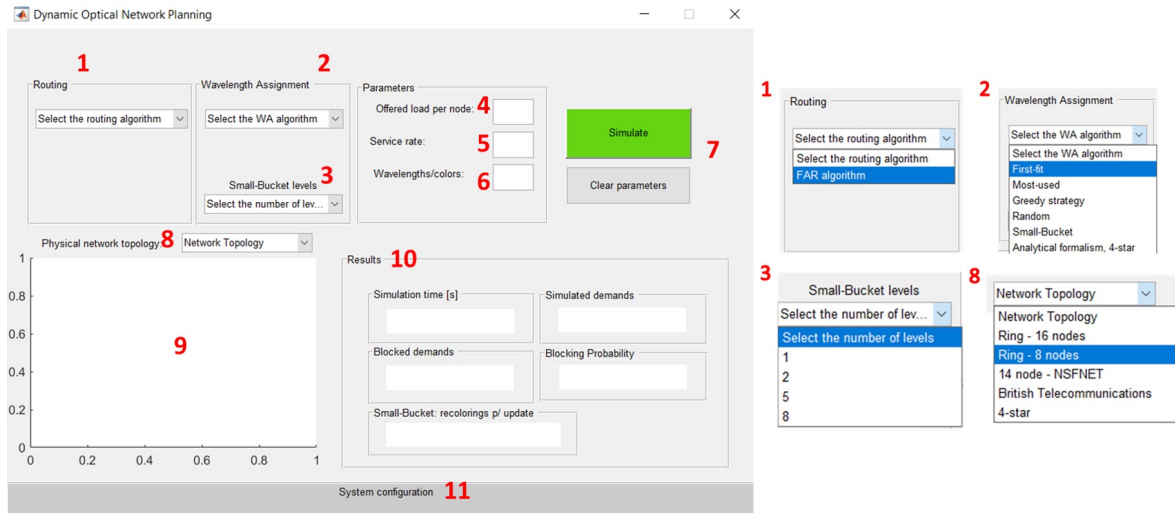 Dynamic Optical Network Planning
1
2
Routing
Select the routing algorithm
Wavelength Assignment
Select the WA algorithm
3
Small-Bucket levels
Select the number of lev...
Parameters
Offered load per node: 4
Service rate: 5
Wavelengths/colors: 6
Simulate
7
Clear parameters
Physical network topology: 8 Network Topology
1
0.8
0.6
0.4
0.2
0
0 0.2 0.4 0.6 0.8 1
9
Results 10
Simulation time [s]
Simulated demands
Blocked demands
Blocking Probability
Small-Bucket: recolorings p/ update
System configuration 11
1
Routing
Select the routing algorithm
Select the routing algorithm
FAR algorithm
2
Wavelength Assignment
Select the WA algorithm
Select the WA algorithm
First-fit
Most-used
Greedy strategy
Random
Small-Bucket
Analytical formalism, 4-star
3
Small-Bucket levels
Select the number of lev...
Select the number of levels
1
2
5
8
8
Network Topology
Network Topology
Ring - 16 nodes
Ring - 8 nodes
14 node - NSFNET
British Telecommunications
4-star